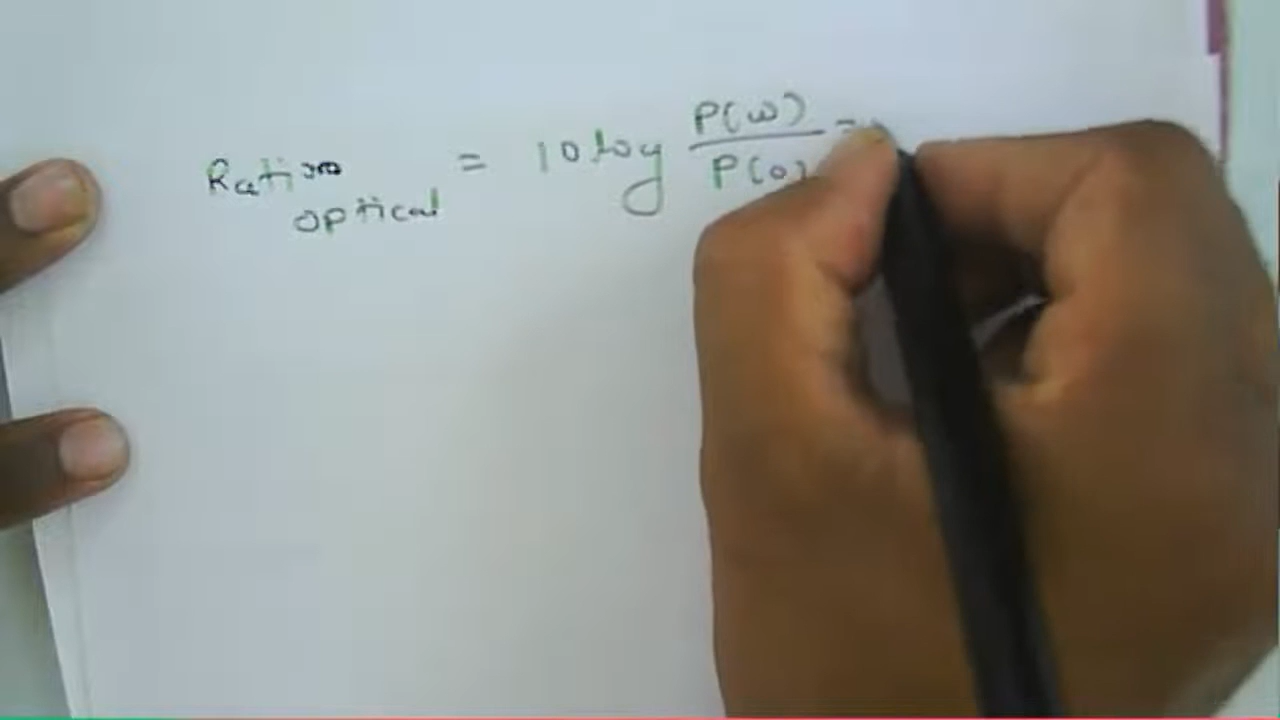 Ratio optical = 10 log P(ω) / P(0) =